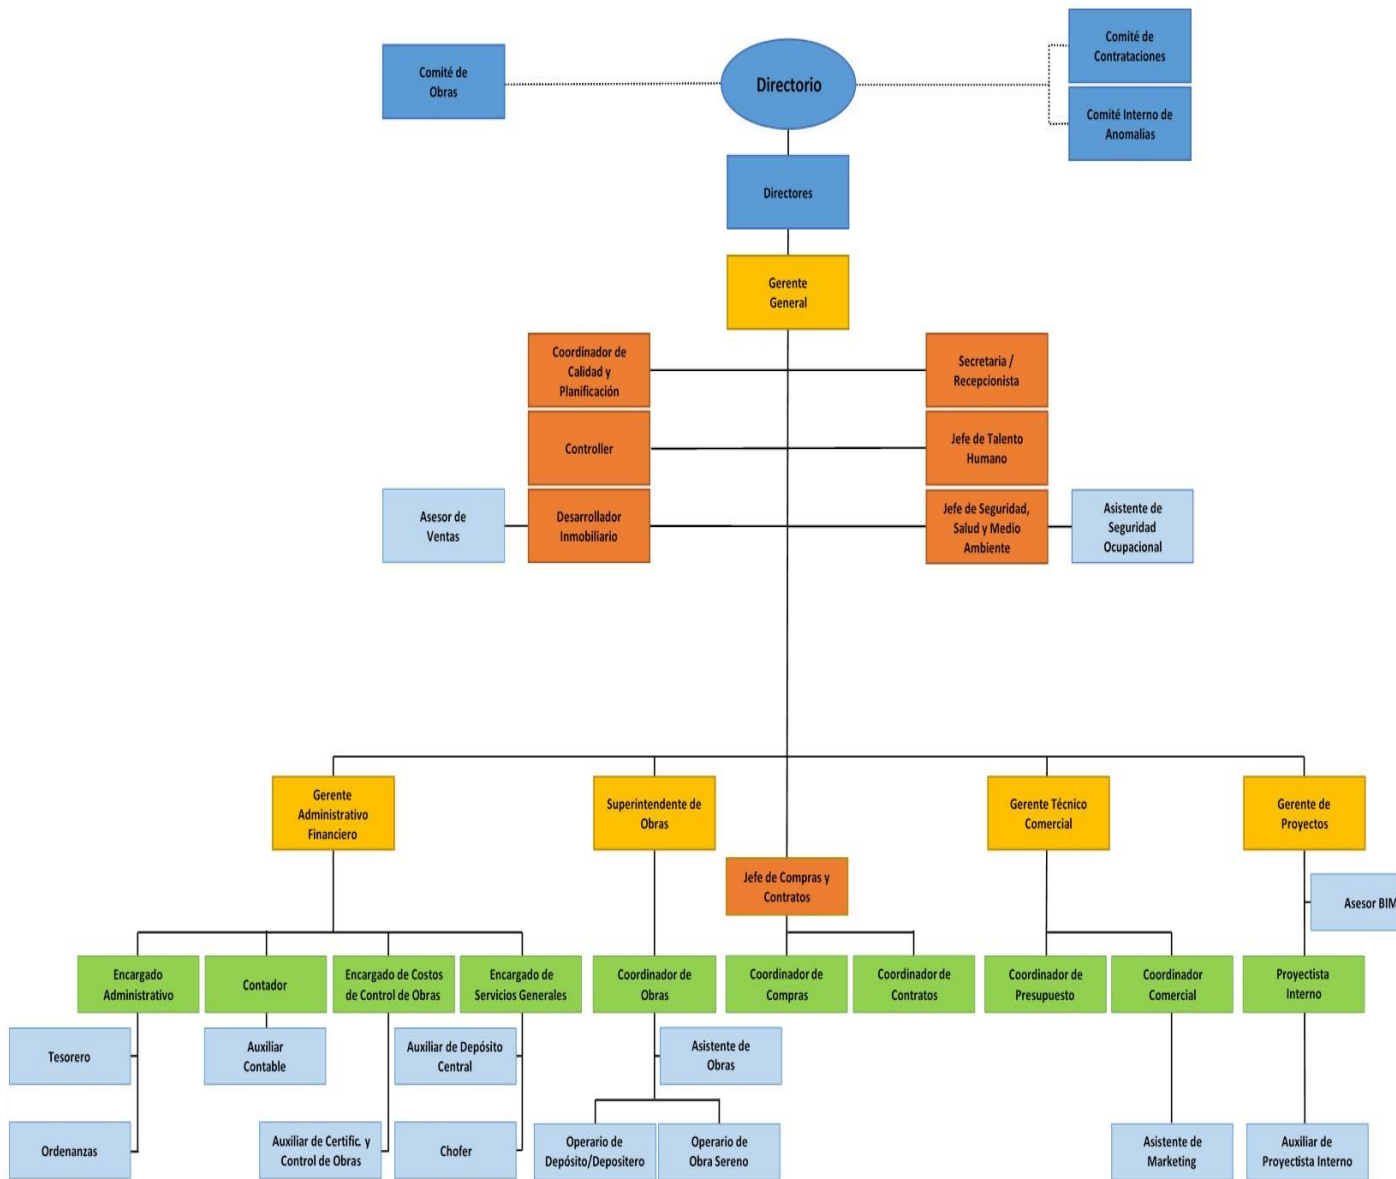 Comité de
Obras
Directorio
Comité de
Contrataciones
Comité Interno de
Anomalías
Directores
Gerente
General
Coordinador de
Calidad y
Planificación
Secretaria /
Recepcionista
Controller
Jefe de Talento
Humano
Asesor de
Ventas
Desarrollador
Inmobiliario
Jefe de Seguridad,
Salud y Medio
Ambiente
Asistente de
Seguridad
Ocupacional
Gerente
Administrativo
Financiero
Superintendente de
Obras
Gerente Técnico
Comercial
Gerente de
Proyectos
Jefe de Compras y
Contratos
Asesor BIM
Encargado
Administrativo
Contador
Encargado de Costos
de Control de Obras
Encargado de
Servicios Generales
Coordinador de
Obras
Coordinador de
Compras
Coordinador de
Contratos
Coordinador de
Presupuesto
Coordinador
Comercial
Proyectista
Interno
Tesorero
Auxiliar
Contable
Auxiliar de Depósito
Central
Asistente de
Obras
Ordenanzas
Auxiliar de Certific. y
Control de Obras
Chofer
Operario de
Depósito/Depositero
Operario de
Obra Sereno
Asistente de
Marketing
Auxiliar de
Proyectista Interno